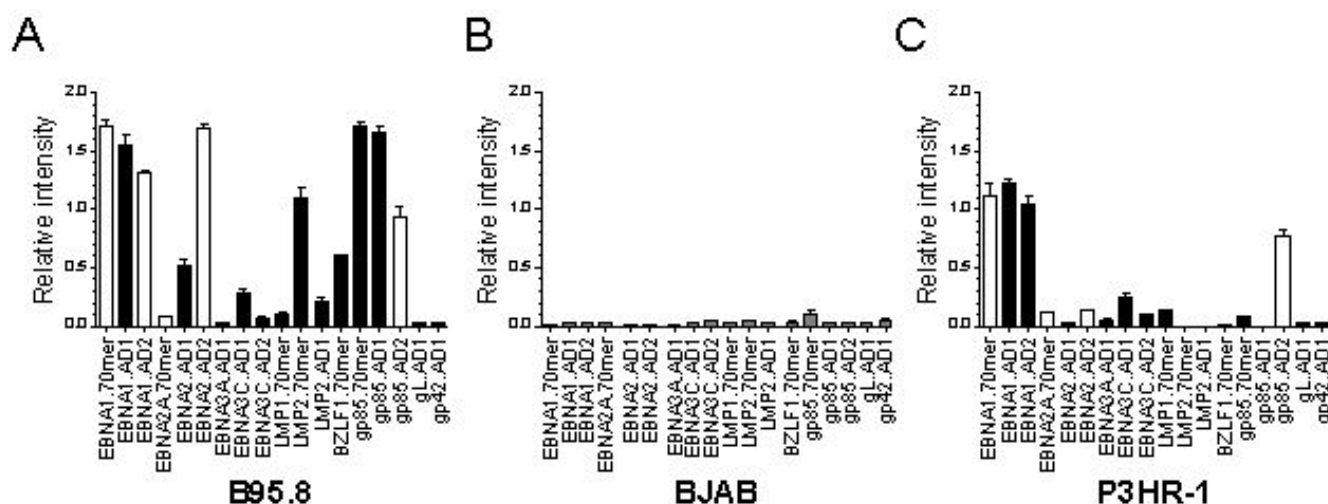 A
B
C
Relative intensity
2.0
1.5
1.0
0.5
0.0
EBNA1.70mer
EBNA1.AD1
EBNA1.AD2
EBNA2A.70mer
EBNA2.AD1
EBNA2.AD2
EBNA3A.AD1
EBNA3C.AD1
EBNA3C.AD2
LMP1.70mer
LMP2.70mer
LMP2.AD1
BZLF1.70mer
gp85.70mer
gp85.AD1
gp85.AD2
gL.AD1
gp42.AD1
B95.8
Relative intensity
2.0
1.5
1.0
0.5
0.0
EBNA1.70mer
EBNA1.AD1
EBNA1.AD2
EBNA2A.70mer
EBNA2.AD1
EBNA2.AD2
EBNA3A.AD1
EBNA3C.AD1
EBNA3C.AD2
LMP1.70mer
LMP2.70mer
LMP2.AD1
BZLF1.70mer
gp85.70mer
gp85.AD1
gp85.AD2
gL.AD1
gp42.AD1
BJAB
Relative intensity
2.0
1.5
1.0
0.5
0.0
EBNA1.70mer
EBNA1.AD1
EBNA1.AD2
EBNA2A.70mer
EBNA2.AD1
EBNA2.AD2
EBNA3A.AD1
EBNA3C.AD1
EBNA3C.AD2
LMP1.70mer
LMP2.70mer
LMP2.AD1
BZLF1.70mer
gp85.70mer
gp85.AD1
gp85.AD2
gL.AD1
gp42.AD1
P3HR-1